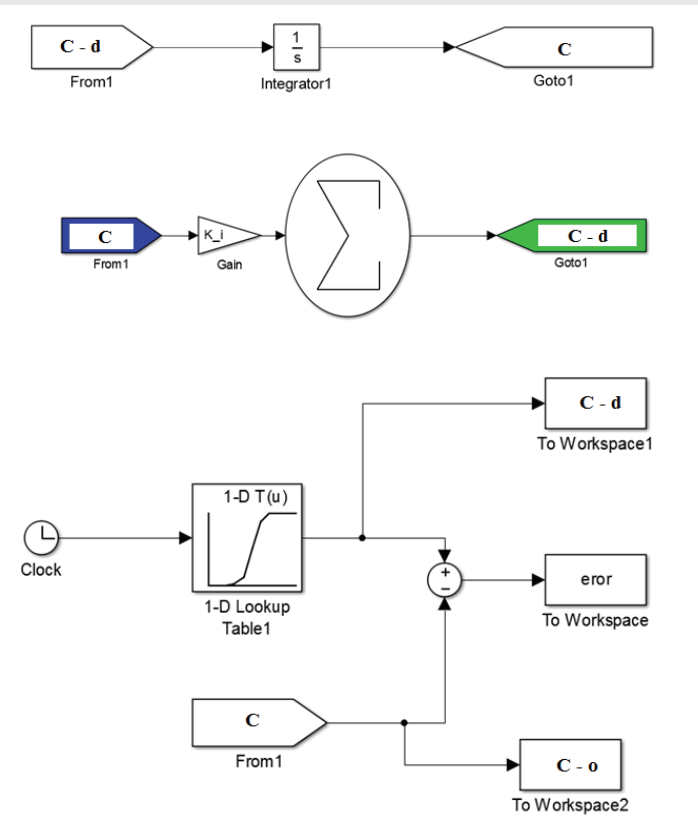 C - d
From1
1
s
Integrator1
C
Goto1
C
From1
K_i
Gain
C - d
Goto1
C - d
To Workspace1
Clock
1-D T(u)
1-D Lookup
Table1
+
−
eror
To Workspace
C
From1
C - o
To Workspace2